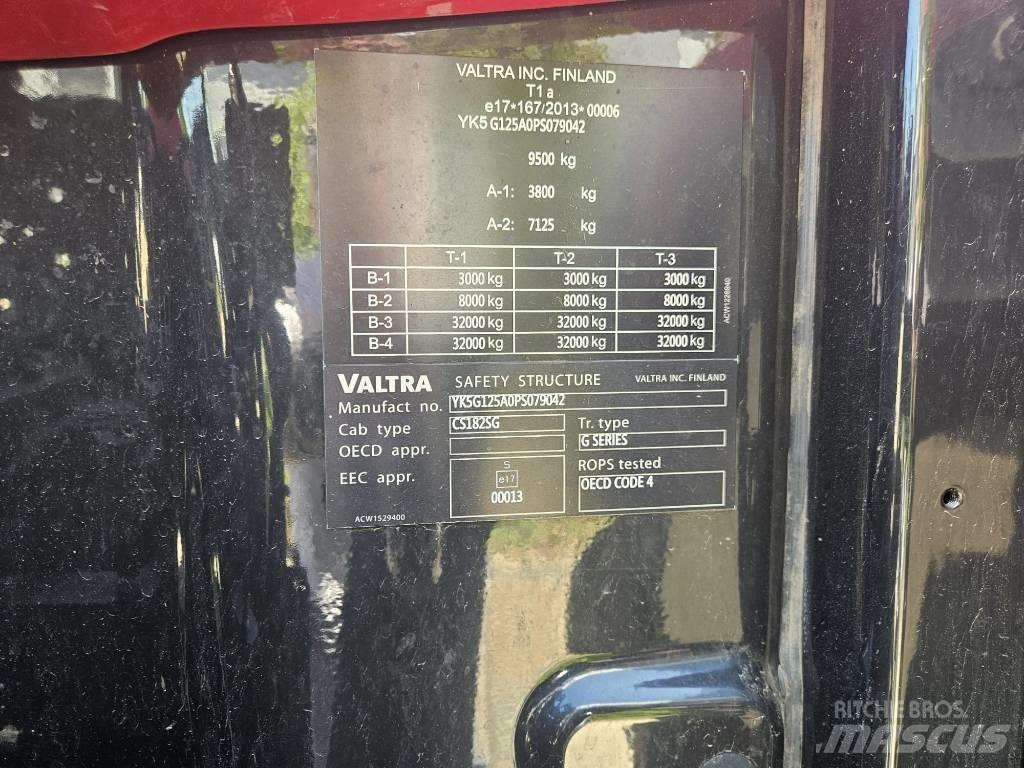 VALTRA INC. FINLAND
T1a
e17*167/2013*00006
YK5G125A0PS079042
9500 kg
A-1: 3800 kg
A-2: 7125 kg
T-1 T-2 T-3
B-1 3000 kg 3000 kg 3000 kg
B-2 8000 kg 8000 kg 8000 kg
B-3 32000 kg 32000 kg 32000 kg
B-4 32000 kg 32000 kg 32000 kg
VALTRA SAFETY STRUCTURE VALTRA INC. FINLAND
Manufact no. YK5G125A0PS079042
Cab type CS182SG
Tr. type
OECD appr.
G SERIES
EEC appr.
S
e17
00013
ROPS tested
OECD CODE 4
ACW1529400
RITCHIE BROS.
MASCUS